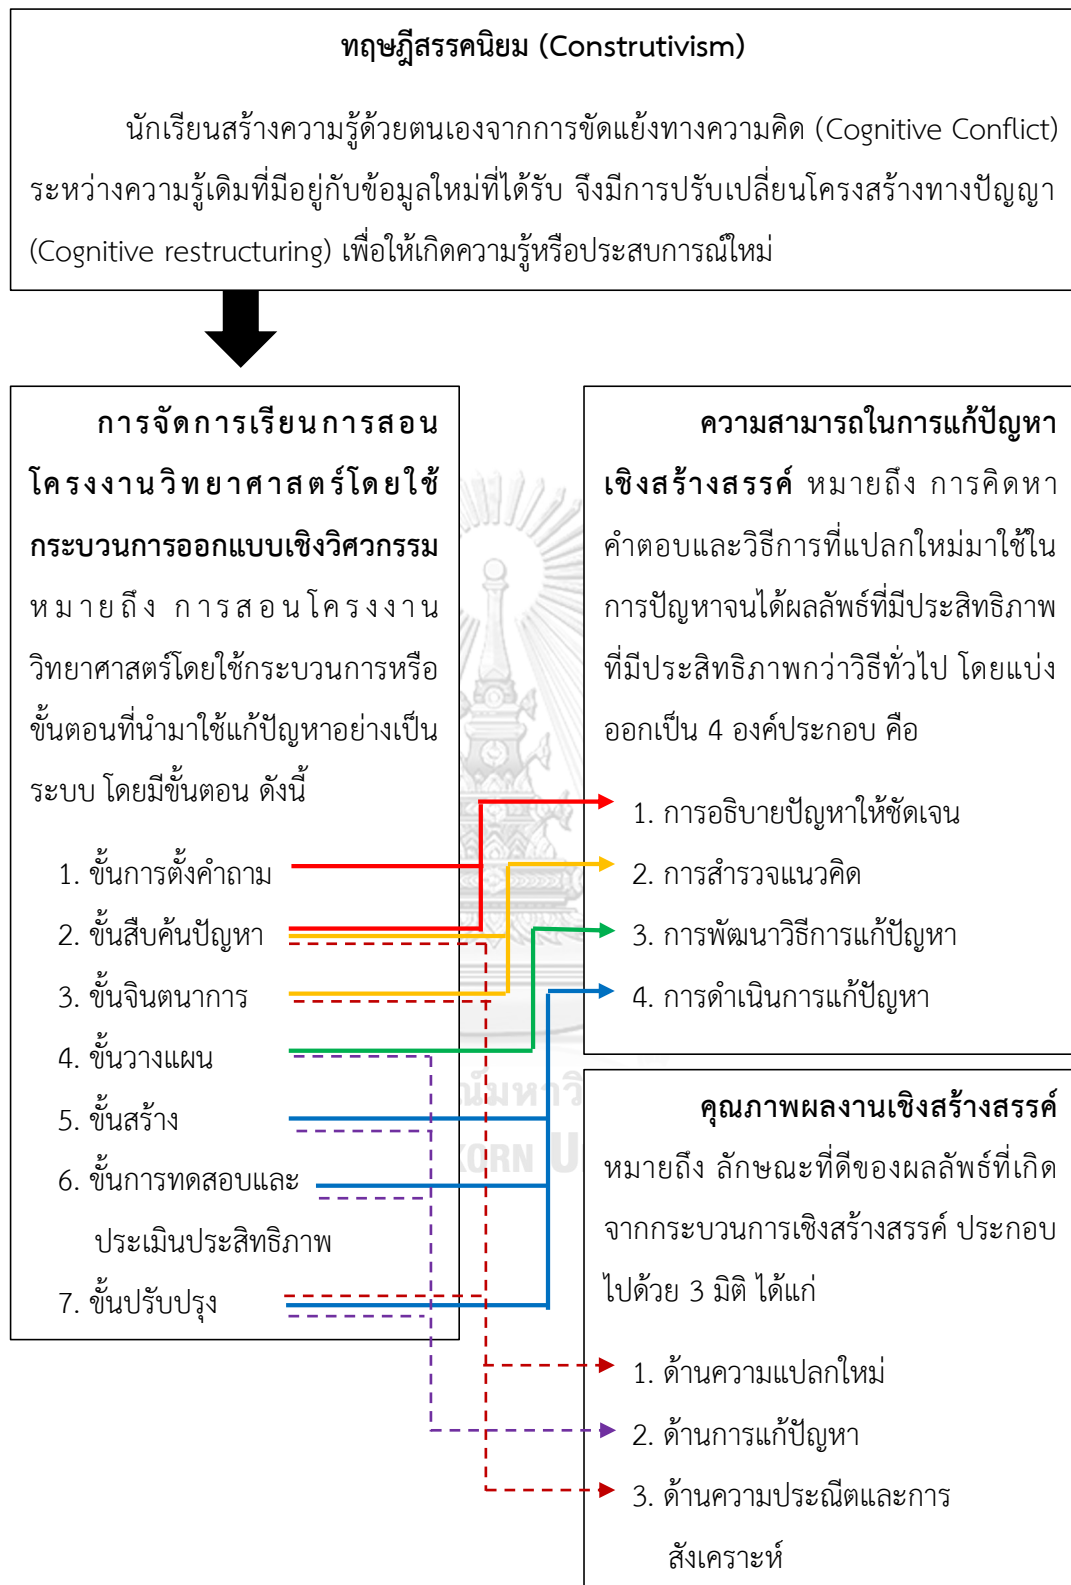 ทฤษฎีสรรคนิยม (Construtivism)
นักเรียนสร้างความรู้ด้วยตนเองจากการขัดแย้งทางความคิด (Cognitive Conflict)
ระหว่างความรู้เดิมที่มีอยู่กับข้อมูลใหม่ที่ได้รับ จึงมีการปรับเปลี่ยนโครงสร้างทางปัญญา
(Cognitive restructuring) เพื่อให้เกิดความรู้หรือประสบการณ์ใหม่
การจัดการเรียนการสอน
โครงงานวิทยาศาสตร์โดยใช้
กระบวนการออกแบบเชิงวิศวกรรม
หมายถึง การสอนโครงงาน
วิทยาศาสตร์โดยใช้กระบวนการหรือ
ขั้นตอนที่นำมาใช้แก้ปัญหาอย่างเป็น
ระบบ โดยมีขั้นตอน ดังนี้
1. ขั้นการตั้งคำถาม
2. ขั้นสืบค้นปัญหา
3. ขั้นจินตนาการ
4. ขั้นวางแผน
5. ขั้นสร้าง
6. ขั้นการทดสอบและ
ประเมินประสิทธิภาพ
7. ขั้นปรับปรุง
ความสามารถในการแก้ปัญหา
เชิงสร้างสรรค์ หมายถึง การคิดหา
คำตอบและวิธีการที่แปลกใหม่มาใช้ใน
การปัญหาจนได้ผลลัพธ์ที่มีประสิทธิภาพ
ที่มีประสิทธิภาพกว่าวิธีทั่วไป โดยแบ่ง
ออกเป็น 4 องค์ประกอบ คือ
1. การอธิบายปัญหาให้ชัดเจน
2. การสำรวจแนวคิด
3. การพัฒนาวิธีการแก้ปัญหา
4. การดำเนินการแก้ปัญหา
คุณภาพผลงานเชิงสร้างสรรค์
หมายถึง ลักษณะที่ดีของผลลัพธ์ที่เกิด
จากกระบวนการเชิงสร้างสรรค์ ประกอบ
ไปด้วย 3 มิติ ได้แก่
1. ด้านความแปลกใหม่
2. ด้านการแก้ปัญหา
3. ด้านความประณีตและการ
สังเคราะห์
ณ์มหาวิ
KORN U